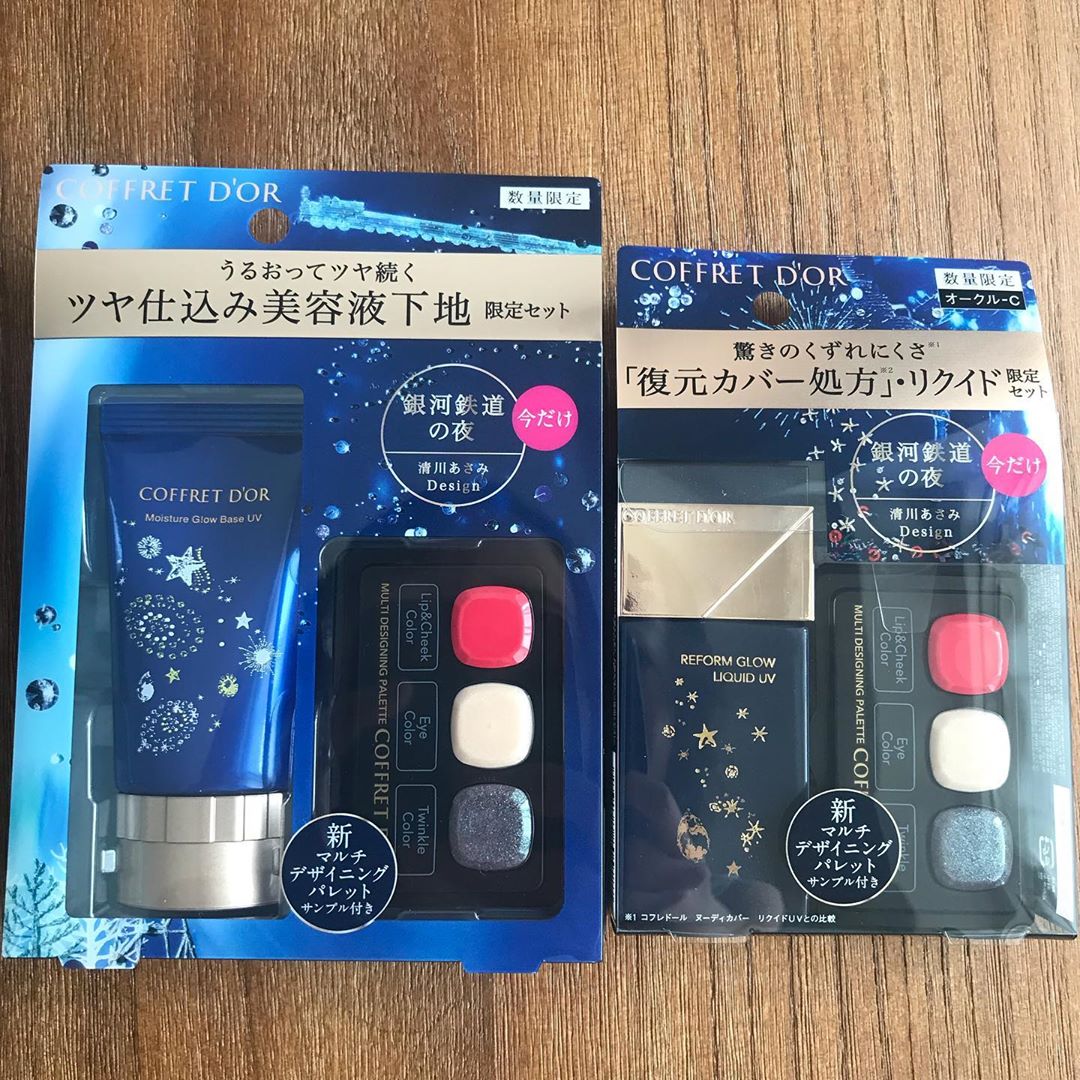 COFFRET D'OR
数量限定
うるおってツヤ続く
ツヤ仕込み美容液下地 限定セット
銀河鉄道
の夜
清川あさみ
Design
今だけ
COFFRET D'OR
Moisture Glow Base UV
Lip&Cheek
Color
Eye
Color
Twinkle
Color
MULTI DESIGNING PALETTE COFFRET
新
マルチ
デザイニング
パレット
サンプル付き
COFFRET D'OR
数量限定
オークル-C
驚きのくずれにくさ※1
「復元カバー処方」※2・リクイド 限定
セット
銀河鉄道
の夜
清川あさみ
Design
今だけ
COFFRET D'OR
REFORM GLOW
LIQUID UV
Lip&Cheek
Color
Eye
Color
Twinkle
MULTI DESIGNING PALETTE COF
新
マルチ
デザイニング
パレット
サンプル付き
※1 コフレドール ヌーディカバー リクイドUVとの比較